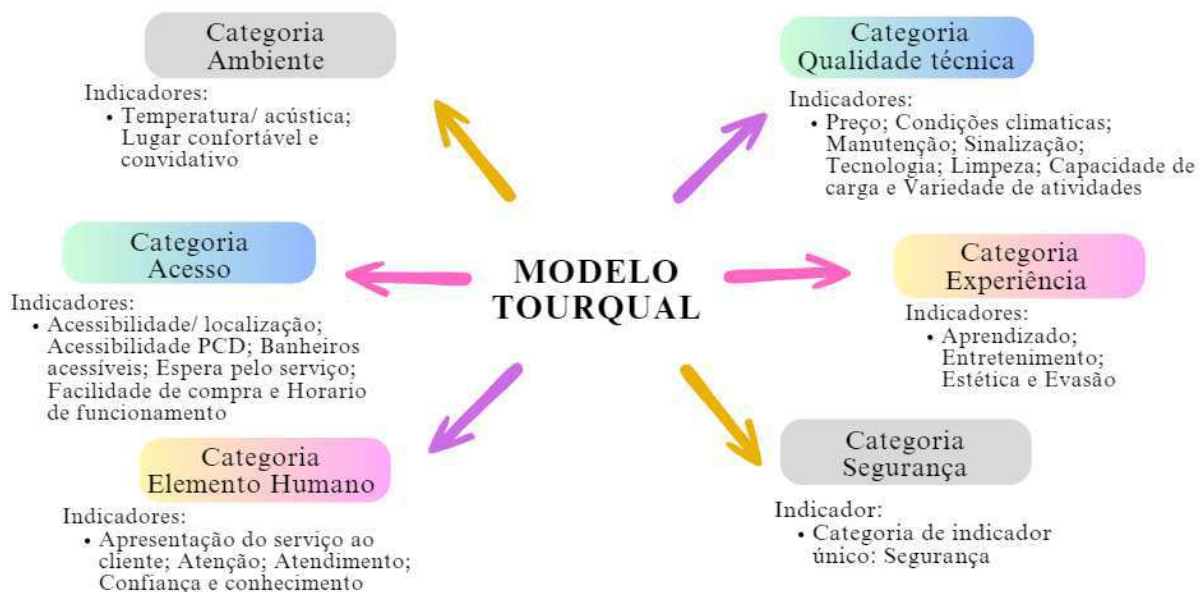 Categoria
Ambiente
Indicadores:
• Temperatura/ acústica;
Lugar confortável e
convidativo
Categoria
Qualidade técnica
Indicadores:
• Preço; Condições climaticas;
Manutenção; Sinalização;
Tecnologia; Limpeza; Capacidade de
carga e Variedade de atividades
Categoria
Acesso
Indicadores:
• Acessibilidade/ localização;
Acessibilidade PCD; Banheiros
acessíveis; Espera pelo serviço;
Facilidade de compra e Horario
de funcionamento
MODELO
TOURQUAL
Categoria
Experiência
Indicadores:
• Aprendizado;
Entretenimento;
Estética e Evasão
Categoria
Elemento Humano
Indicadores:
• Apresentação do serviço ao
cliente; Atenção; Atendimento;
Confiança e conhecimento
Categoria
Segurança
Indicador:
• Categoria de indicador
único: Segurança